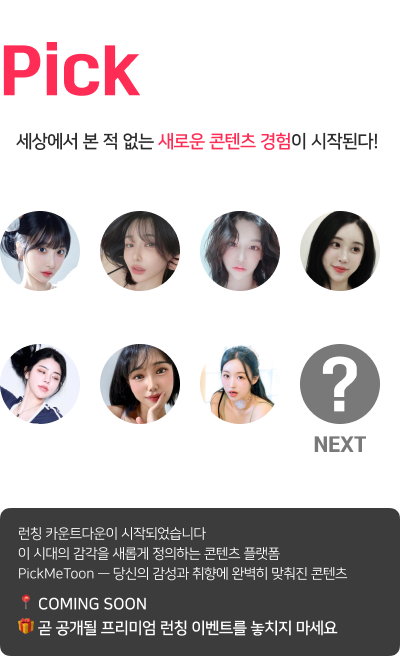 Pick
세상에서 본 적 없는 새로운 콘텐츠 경험이 시작된다!
?
NEXT
런칭 카운트다운이 시작되었습니다
이 시대의 감각을 새롭게 정의하는 콘텐츠 플랫폼
PickMeToon — 당신의 감성과 취향에 완벽히 맞춰진 콘텐츠
📍 COMING SOON
🎁 곧 공개될 프리미엄 런칭 이벤트를 놓치지 마세요